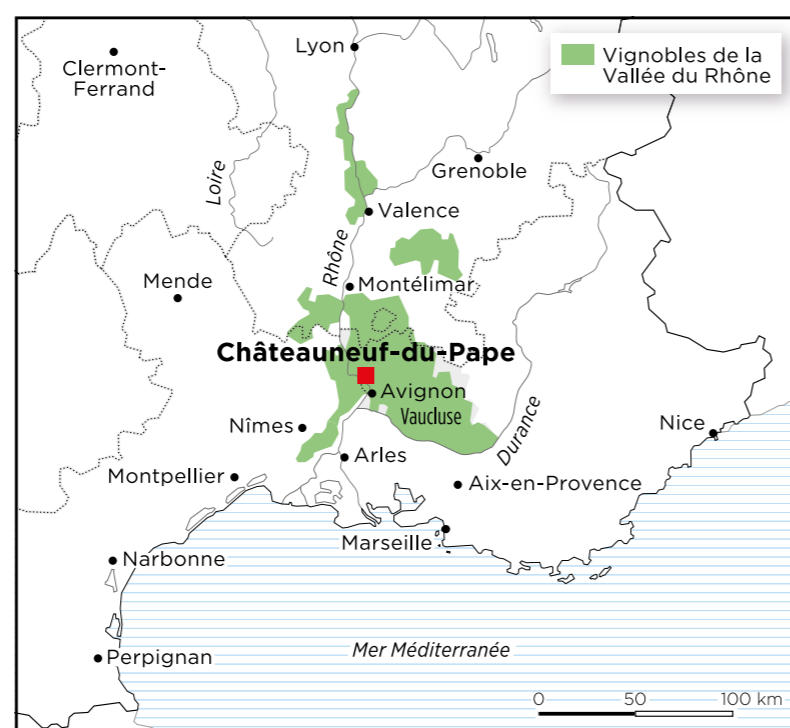 Lyon
Vignobles de la
Vallée du Rhône
Clermont-
Ferrand
Grenoble
Loire
Valence
Rhône
Mende
Montélimar
Châteauneuf-du-Pape
Avignon
Vaucluse
Nîmes
Durance
Nice
Arles
Montpellier
Aix-en-Provence
Marseille
Narbonne
Mer Méditerranée
Perpignan
0 50 100 km